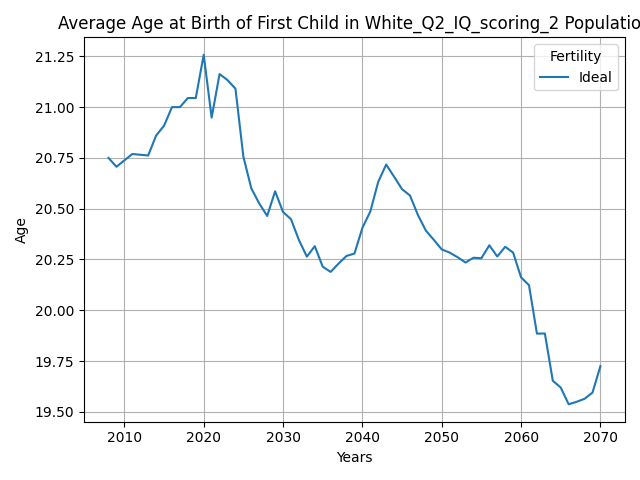 Average Age at Birth of First Child in White_Q2_IQ_scoring_2 Populatio
Fertility
Ideal
21.25
21.00
20.75
20.50
20.25
20.00
19.75
19.50
Age
2010 2020 2030 2040 2050 2060 2070
Years